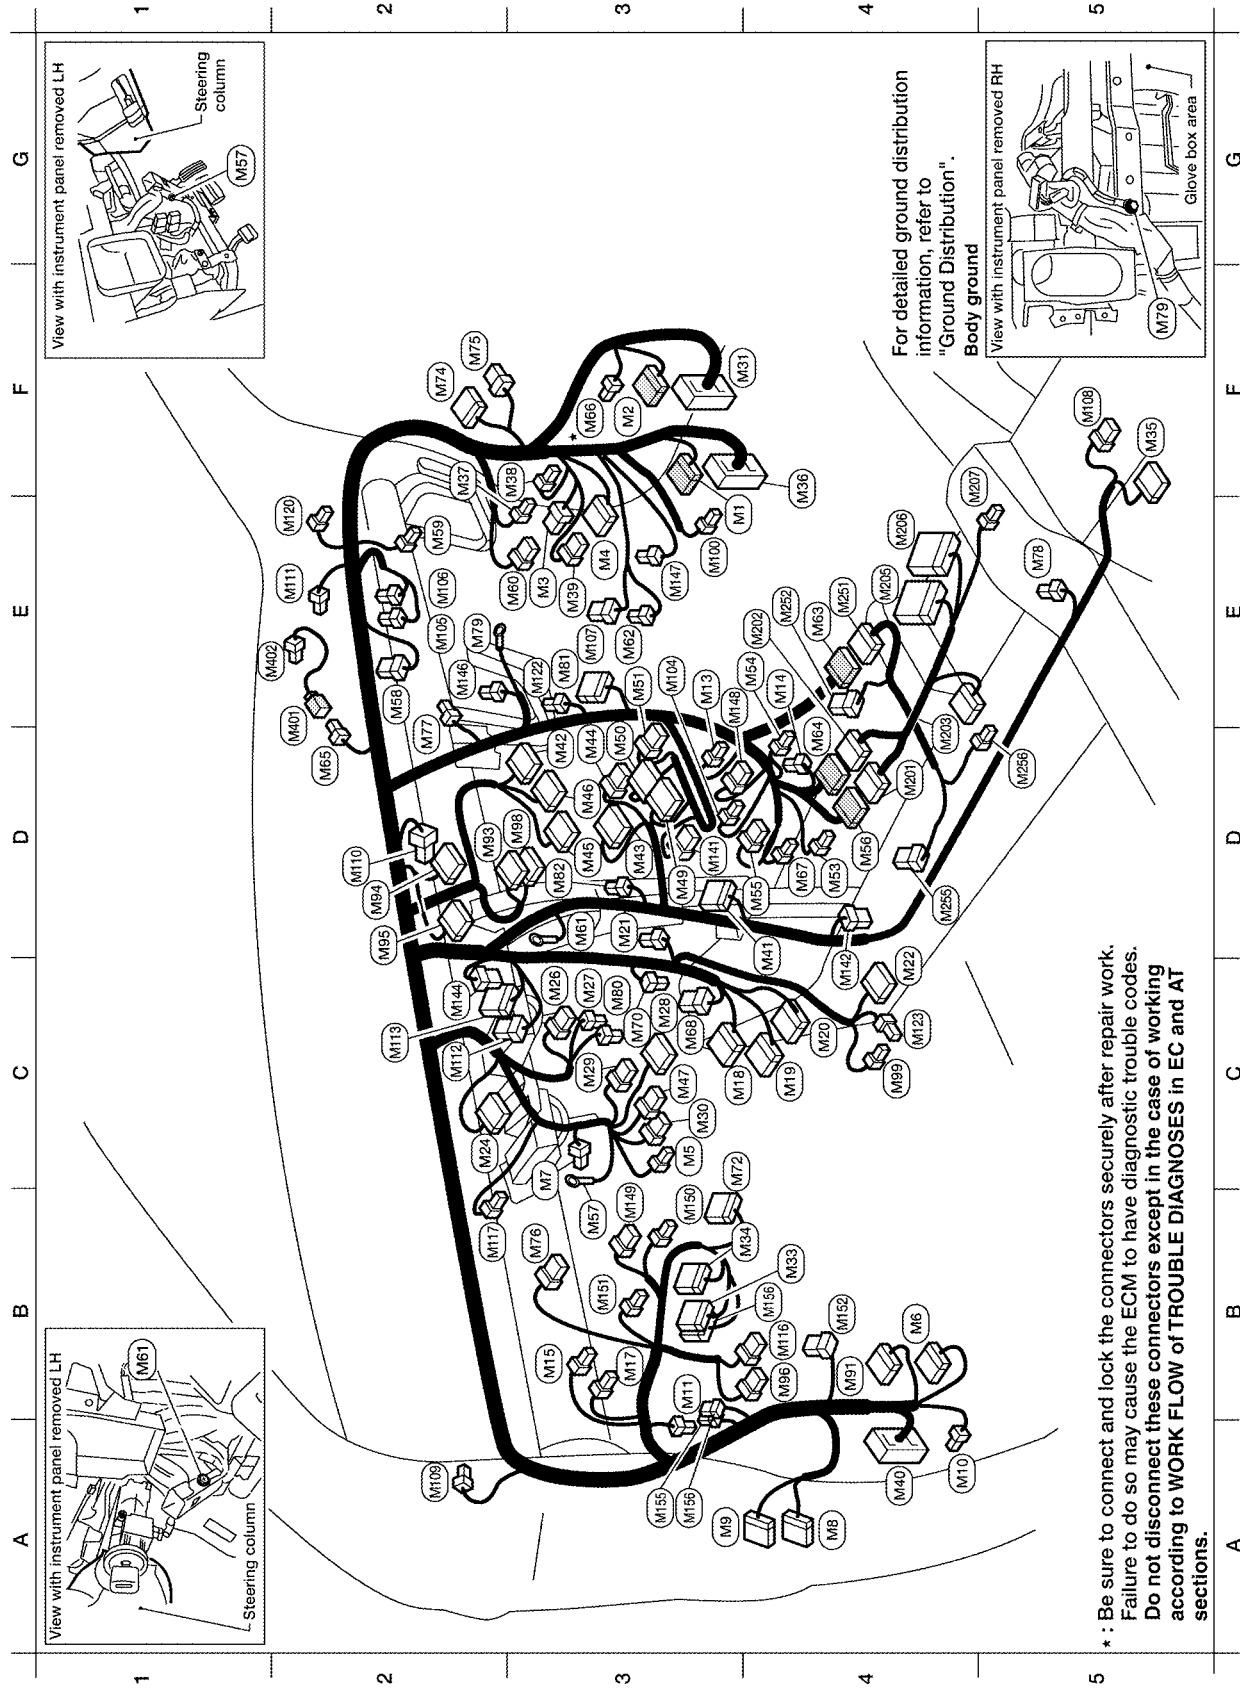 A
B
C
D
E
F
G
1
2
3
4
5
View with instrument panel removed LH
M61
Steering column
View with instrument panel removed LH
Steering
column
M57
M109
M117
M76
M15
M17
M151
M149
M150
M72
M34
M33
M156
M116
M96
M11
M155
M156
M152
M91
M6
M9
M8
M40
M10
M24
M7
M57
M5
M30
M47
M29
M70
M28
M80
M27
M26
M112
M113
M144
M68
M18
M19
M20
M99
M123
M22
M142
M41
M21
M61
M95
M94
M110
M93
M98
M82
M45
M43
M49
M141
M55
M67
M53
M56
M255
M201
M203
M256
M46
M50
M44
M42
M77
M65
M401
M402
M58
M146
M105
M106
M111
M120
M59
M79
M122
M81
M51
M104
M13
M148
M14
M64
M54
M202
M252
M63
M251
M205
M206
M207
M78
M108
M35
M107
M62
M147
M100
M1
M36
M4
M39
M3
M60
M38
M37
M74
M75
M66
*
M2
M31
For detailed ground distribution
information, refer to
"Ground Distribution".
Body ground
View with instrument panel removed RH
M79
Glove box area
* : Be sure to connect and lock the connectors securely after repair work.
Failure to do so may cause the ECM to have diagnostic trouble codes.
Do not disconnect these connectors except in the case of working
according to WORK FLOW of TROUBLE DIAGNOSES in EC and AT
sections.
A
B
C
D
E
F
G
1
2
3
4
5